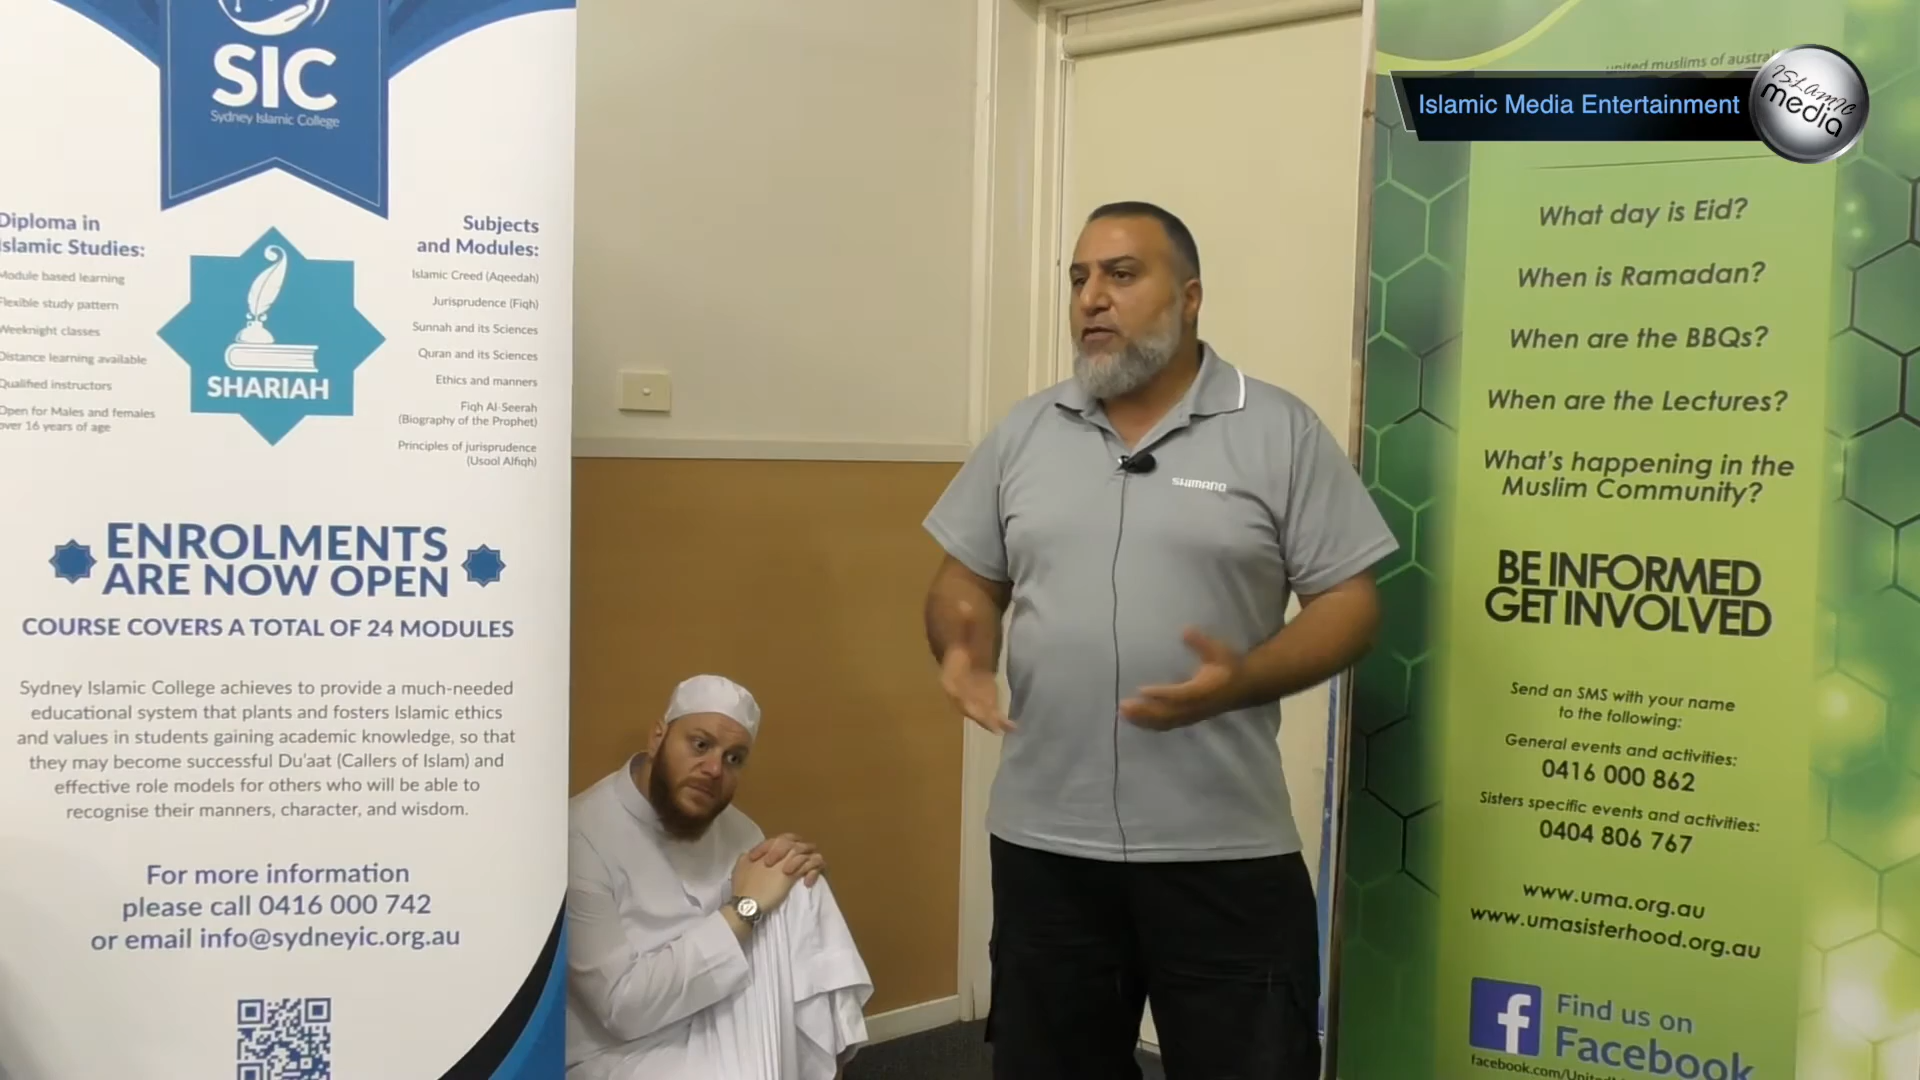 SIC
Sydney Islamic College
Diploma in
Islamic Studies:
Module based learning
Flexible study pattern
Weeknight classes
Distance learning available
Qualified instructors
Open for Males and females
over 16 years of age
SHARIAH
Subjects
and Modules:
Islamic Creed (Aqeedah)
Jurisprudence (Fiqh)
Sunnah and its Sciences
Quran and its Sciences
Ethics and manners
Fiqh Al-Seerah
(Biography of the Prophet)
Principles of jurisprudence
(Usool Alfiqh)
ENROLMENTS
ARE NOW OPEN
COURSE COVERS A TOTAL OF 24 MODULES
Sydney Islamic College achieves to provide a much-needed
educational system that plants and fosters Islamic ethics
and values in students gaining academic knowledge, so that
they may become successful Du'aat (Callers of Islam) and
effective role models for others who will be able to
recognise their manners, character, and wisdom.
For more information
please call 0416 000 742
or email info@sydneyic.org.au
SHIMANO
united muslims of
Islamic Media Entertainment
ISLAMIC
media
What day is Eid?
When is Ramadan?
When are the BBQs?
When are the Lectures?
What's happening in the
Muslim Community?
BE INFORMED
GET INVOLVED
Send an SMS with your name
to the following:
General events and activities:
0416 000 862
Sisters specific events and activities:
0404 806 767
www.uma.org.au
www.umasisterhood.org.au
f
Find us on
Facebook